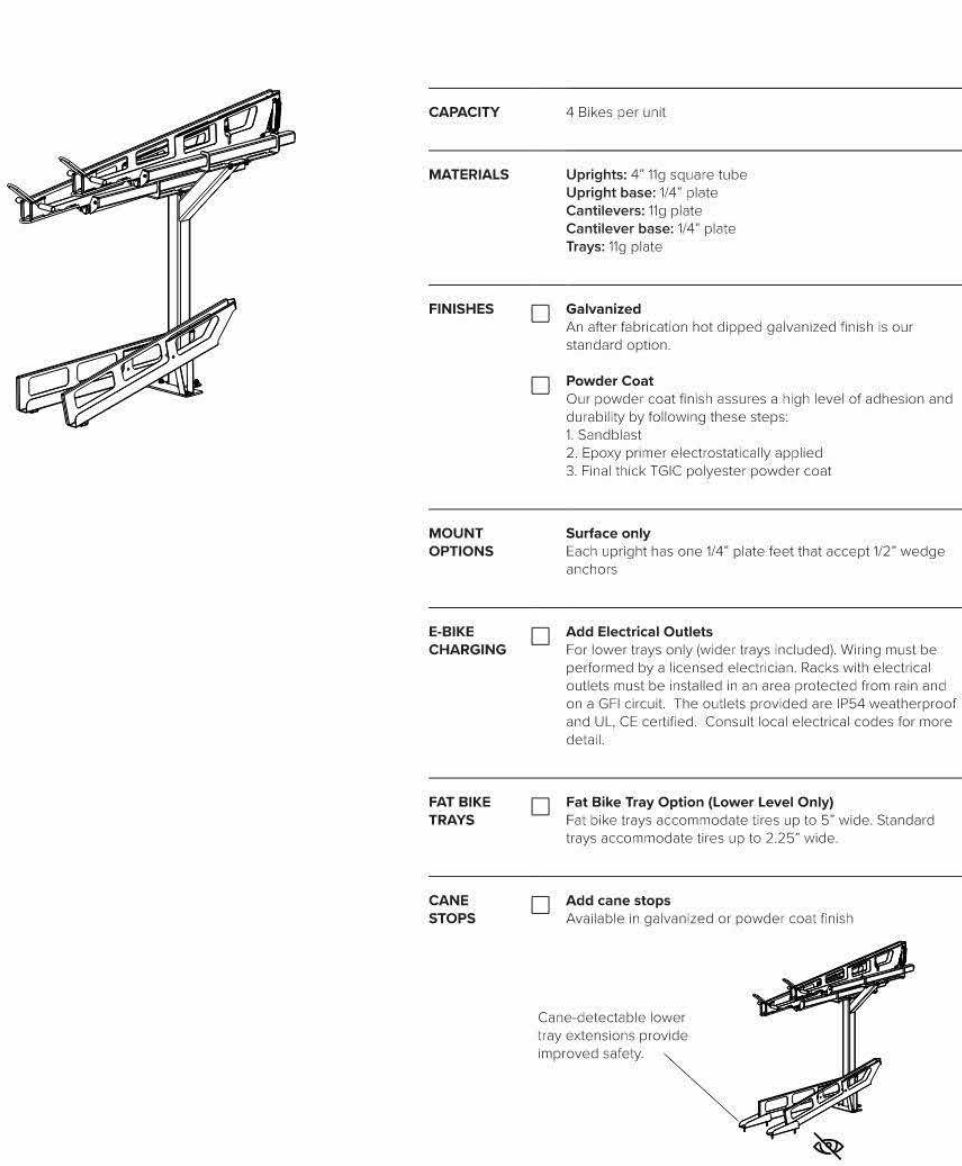 CAPACITY
4 Bikes per unit
MATERIALS
Uprights: 4" 11g square tube
Upright base: 1/4" plate
Cantilevers: 11g plate
Cantilever base: 1/4" plate
Trays: 11g plate
FINISHES
Galvanized
An after fabrication hot dipped galvanized finish is our
standard option.
Powder Coat
Our powder coat finish assures a high level of adhesion and
durability by following these steps:
1. Sandblast
2. Epoxy primer electrostatically applied
3. Final thick TGIC polyester powder coat
MOUNT
OPTIONS
Surface only
Each upright has one 1/4" plate feet that accept 1/2" wedge
anchors
E-BIKE
CHARGING
Add Electrical Outlets
For lower trays only (wider trays included). Wiring must be
performed by a licensed electrician. Racks with electrical
outlets must be installed in an area protected from rain and
on a GFI circuit. The outlets provided are IP54 weatherproof
and UL, CE certified. Consult local electrical codes for more
detail.
FAT BIKE
TRAYS
Fat Bike Tray Option (Lower Level Only)
Fat bike trays accommodate tires up to 5" wide. Standard
trays accommodate tires up to 2.25" wide.
CANE
STOPS
Add cane stops
Available in galvanized or powder coat finish
Cane-detectable lower
tray extensions provide
improved safety.